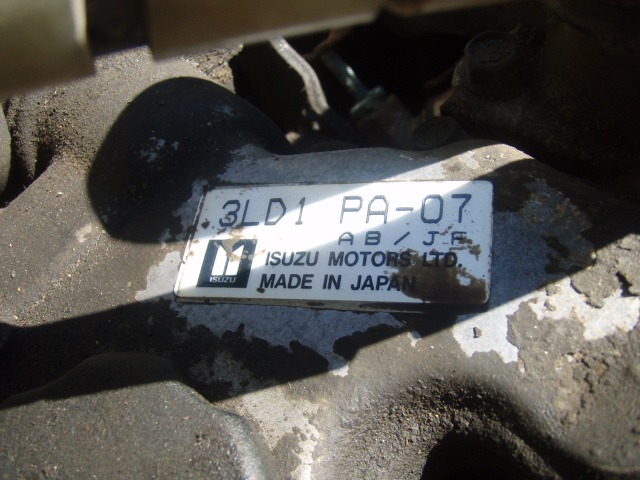 3LD1 PA-07
AB/JF
ISUZU
ISUZU MOTORS LTD.
MADE IN JAPAN